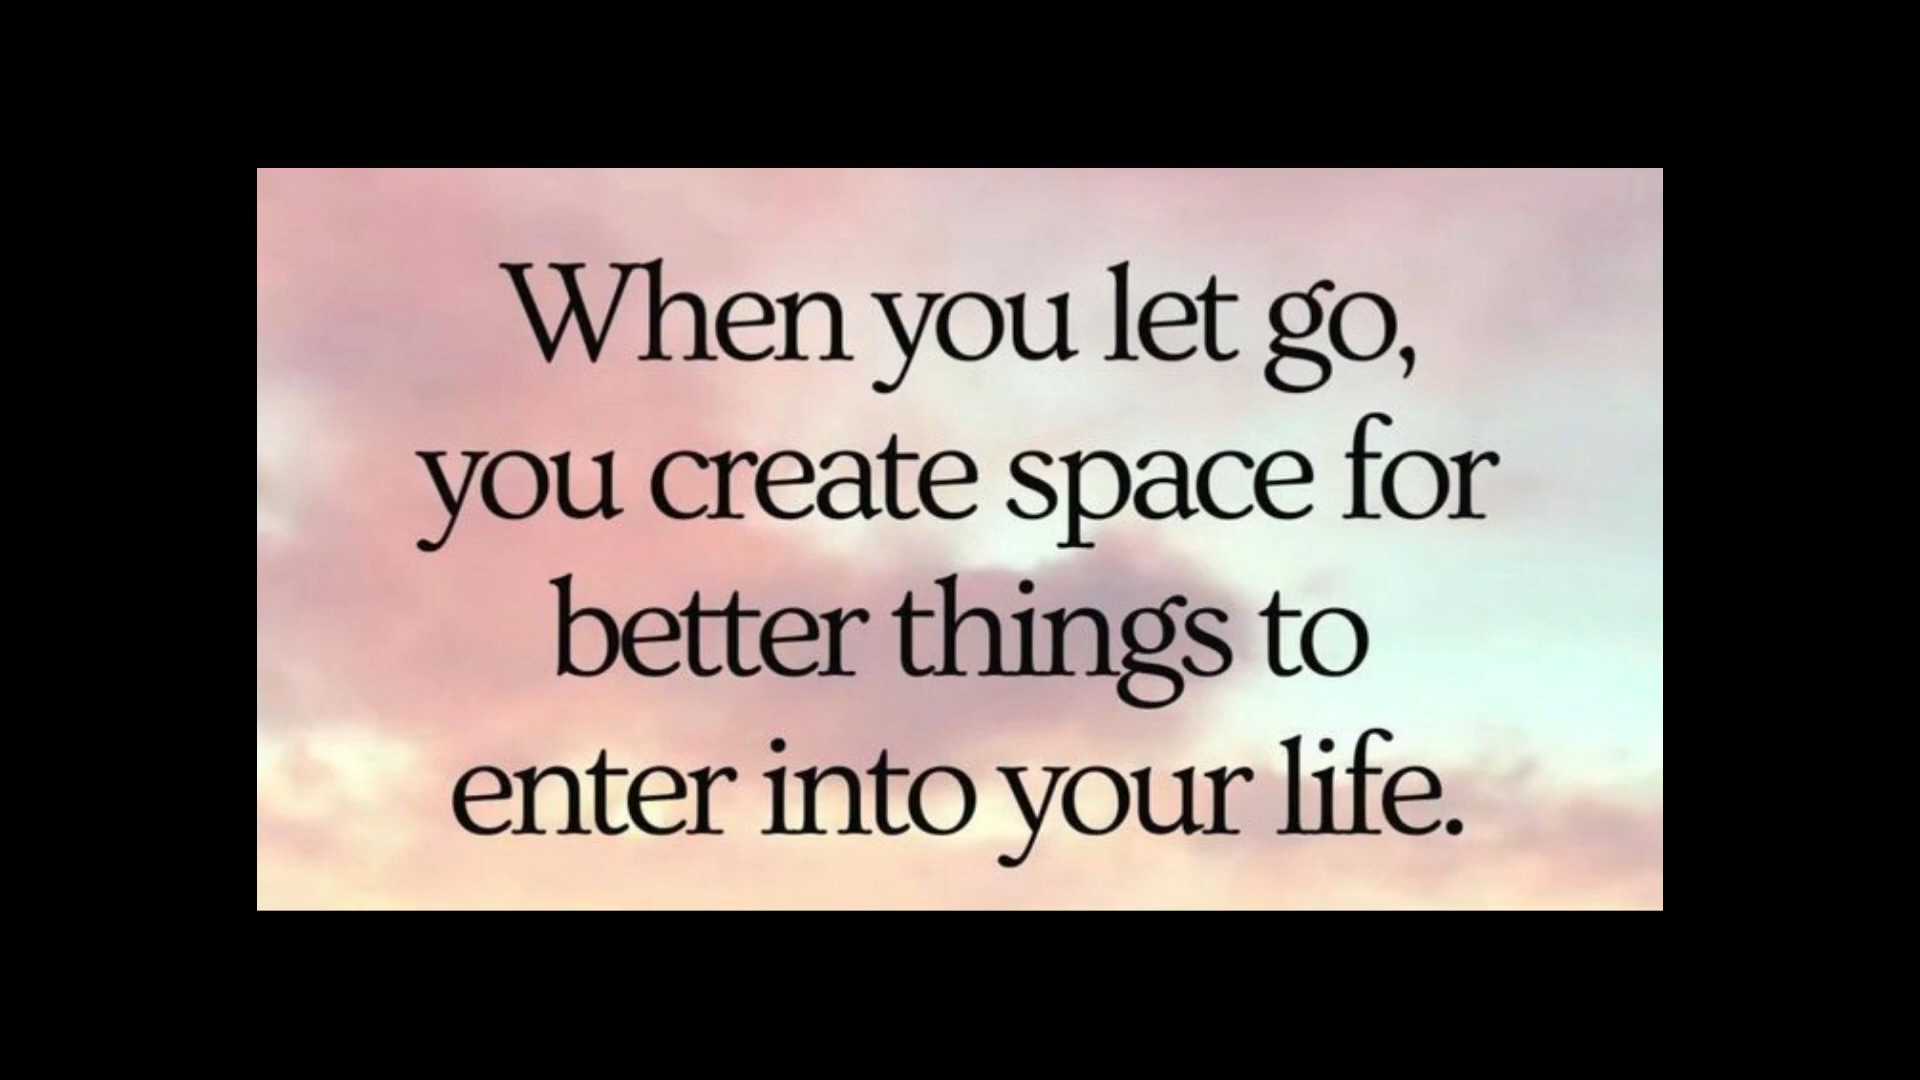 When you let go,
you create space for
better things to
enter into your life.